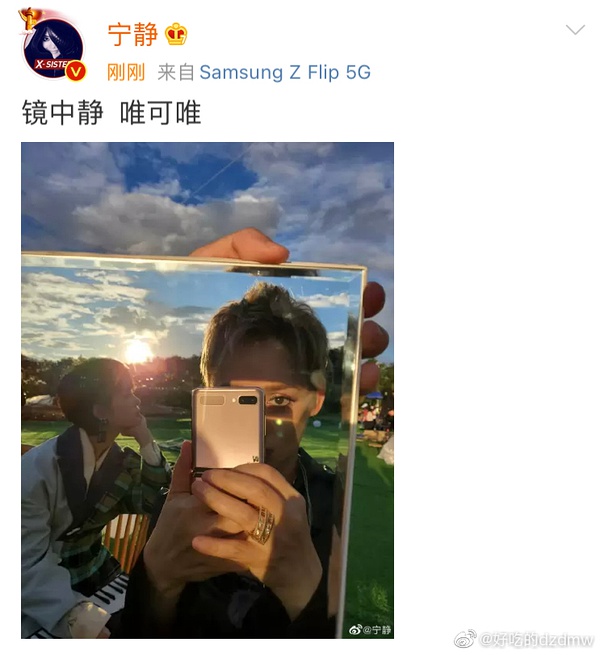 X-SISTER
宁静
刚刚 来自 Samsung Z Flip 5G
镜中静 唯可唯
@宁静
@好吃的dzdmw